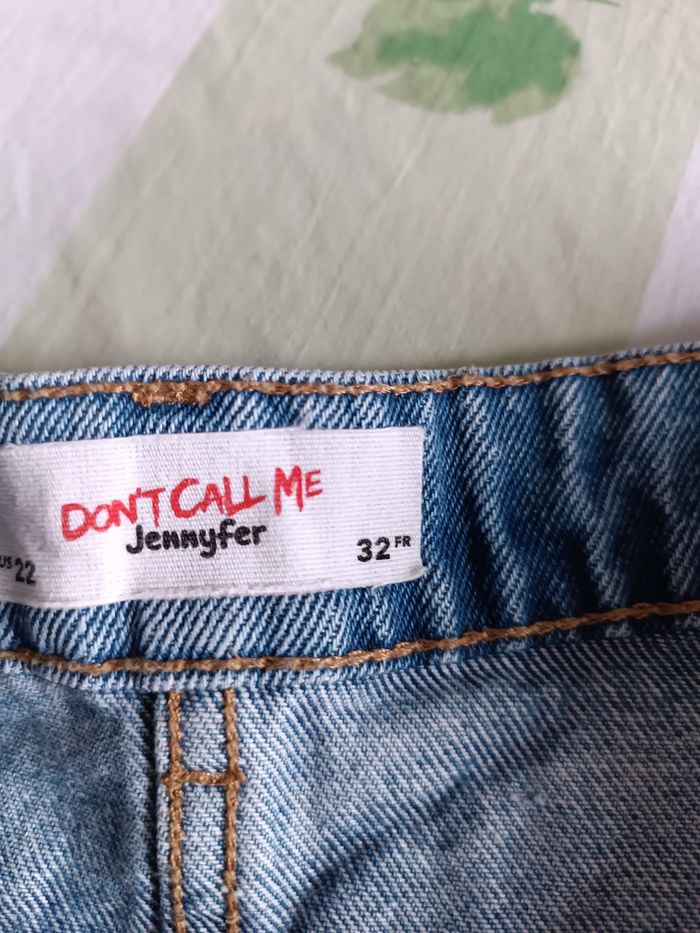 DON'T CALL ME
Jennyfer
US 22
32 FR